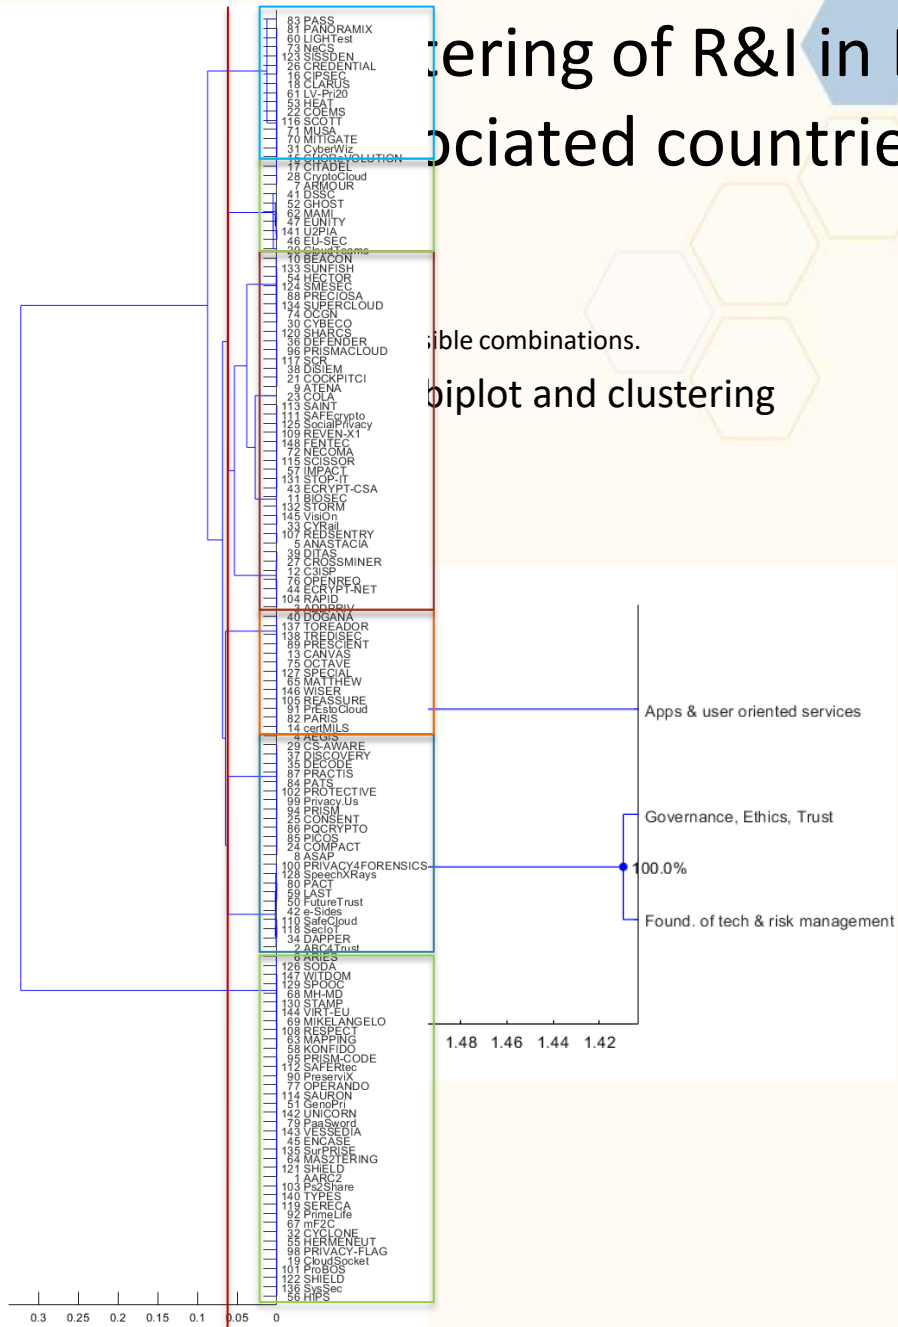 tering of R&I in
ociated countrie
sible combinations.
biplot and clustering
83 PASS
81 PANORAMIX
60 LIGHTest
73 NeCS
123 SISSDEN
26 CREDENTIAL
16 CIPSEC
18 CLARUS
61 LV-Pri20
53 HEAT
22 COEMS
116 SCOTT
71 MUSA
70 MITIGATE
31 CyberWiz
15 CHOReVOLUTION
17 CITADEL
28 CryptoCloud
7 ARMOUR
41 DSSC
52 GHOST
62 MAMI
47 EUNITY
141 U2PIA
46 EU-SEC
20 CloudTeams
10 BEACON
133 SUNFISH
54 HECTOR
124 SMESEC
88 PRECIOSA
134 SUPERCLOUD
74 OCGN
30 CYBECO
120 SHARCS
36 DEFENDER
96 PRISMACLOUD
117 SCR
38 DiSIEM
21 COCKPITCI
9 ATENA
23 COLA
113 SAINT
111 SAFEcrypto
125 SocialPrivacy
109 REVEN-X1
148 FENTEC
72 NECOMA
115 SCISSOR
57 IMPACT
131 STOP-IT
43 ECRYPT-CSA
11 BIOSEC
132 STORM
145 VisiOn
33 CYRail
107 REDSENTRY
5 ANASTACIA
39 DITAS
27 CROSSMINER
12 C3ISP
76 OPENREQ
44 ECRYPT-NET
104 RAPID
3 ADDPRIV
40 DOGANA
137 TOREADOR
138 TREDISEC
89 PRESCIENT
13 CANVAS
75 OCTAVE
127 SPECIAL
65 MATTHEW
146 WISER
105 REASSURE
91 PrEstoCloud
82 PARIS
14 certMILS
4 AEGIS
29 CS-AWARE
37 DISCOVERY
35 DECODE
87 PRACTIS
84 PATS
102 PROTECTIVE
99 Privacy.Us
94 PRISM
25 CONSENT
86 PQCRYPTO
85 PICOS
24 COMPACT
8 ASAP
100 PRIVACY4FORENSICS
128 SpeechXRays
80 PACT
59 LAST
50 FutureTrust
42 e-Sides
110 SafeCloud
118 SecIoT
34 DAPPER
2 ABC4Trust
6 ARIES
126 SODA
147 WITDOM
129 SPOOC
68 MH-MD
130 STAMP
144 VIRT-EU
69 MIKELANGELO
108 RESPECT
63 MAPPING
58 KONFIDO
95 PRISM-CODE
112 SAFERtec
90 PreserviX
77 OPERANDO
114 SAURON
51 GenoPri
142 UNICORN
79 PaaSword
143 VESSEDIA
45 ENCASE
135 SurPRISE
64 MAS2TERING
121 SHiELD
1 AARC2
103 Ps2Share
140 TYPES
119 SERECA
92 PrimeLife
67 mF2C
32 CYCLONE
55 HERMENEUT
98 PRIVACY-FLAG
19 CloudSocket
101 ProBOS
122 SHIELD
136 SysSec
56 HIPS
0.3 0.25 0.2 0.15 0.1 0.05 0
Apps & user oriented services
Governance, Ethics, Trust
100.0%
Found. of tech & risk management
1.48 1.46 1.44 1.42